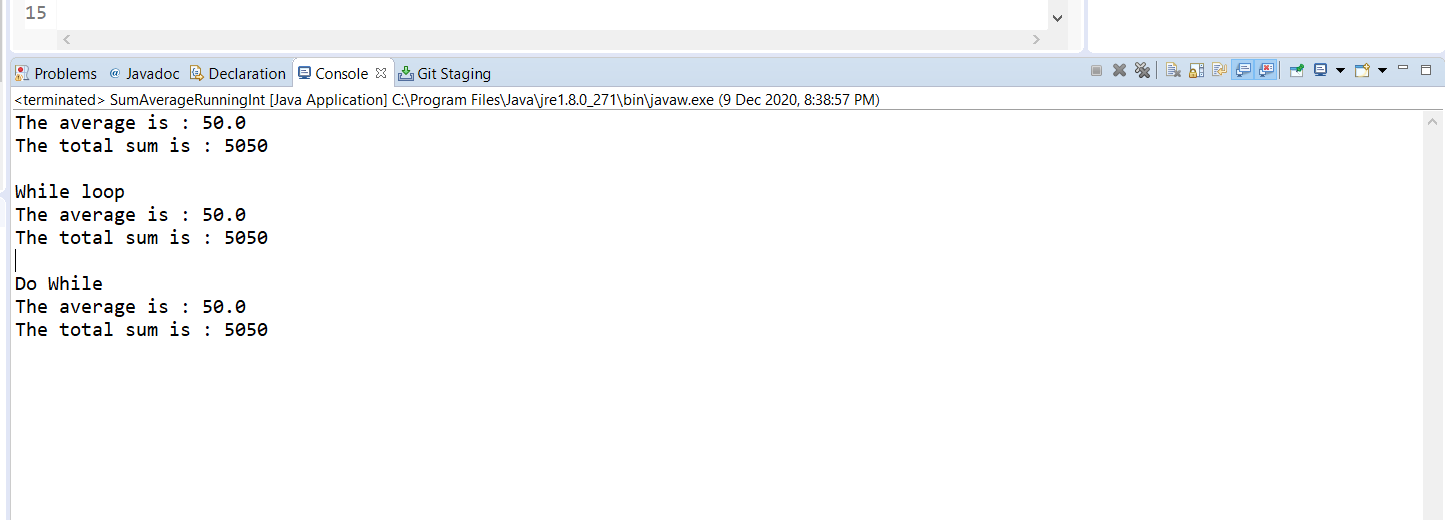 15
Problems @ Javadoc Declaration Console Git Staging
<terminated> SumAverageRunningInt [Java Application] C:\Program Files\Java\jre1.8.0_271\bin\javaw.exe (9 Dec 2020, 8:38:57 PM)
The average is : 50.0
The total sum is : 5050
While loop
The average is : 50.0
The total sum is : 5050
Do While
The average is : 50.0
The total sum is : 5050